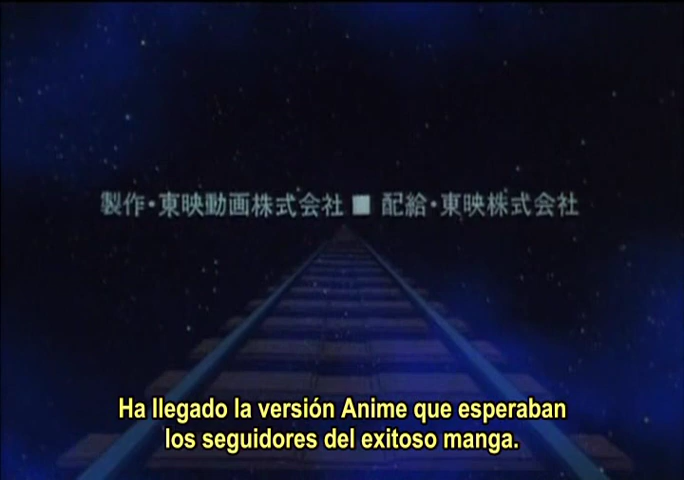 製作・東映動画株式会社 ■ 配給・東映株式会社
Ha llegado la versión Anime que esperaban
los seguidores del exitoso manga.